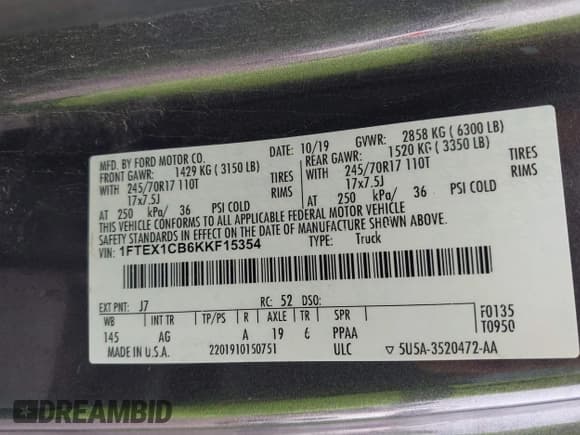 MFD. BY FORD MOTOR CO.
DATE: 10/19 GVWR: 2858 KG ( 6300 LB)
FRONT GAWR: 1429 KG ( 3150 LB) REAR GAWR: 1520 KG ( 3350 LB)
WITH 245/70R17 110T TIRES WITH 245/70R17 110T TIRES
17x7.5J RIMS 17x7.5J RIMS
AT 250 kPa/ 36 PSI COLD AT 250 kPa/ 36 PSI COLD
THIS VEHICLE CONFORMS TO ALL APPLICABLE FEDERAL MOTOR VEHICLE
SAFETY STANDARDS IN EFFECT ON THE DATE OF MANUFACTURE SHOWN ABOVE.
VIN: 1FTEX1CB6KKF15354 TYPE: Truck
EXT PNT: J7 RC: 52 DSO:
WB INT TR TP/PS R AXLE TR SPR F0135
145 AG A 19 6 PPAA T0950
MADE IN U.S.A. 2201910150751 ULC ▽ 5U5A-3520472-AA
DREAMBID